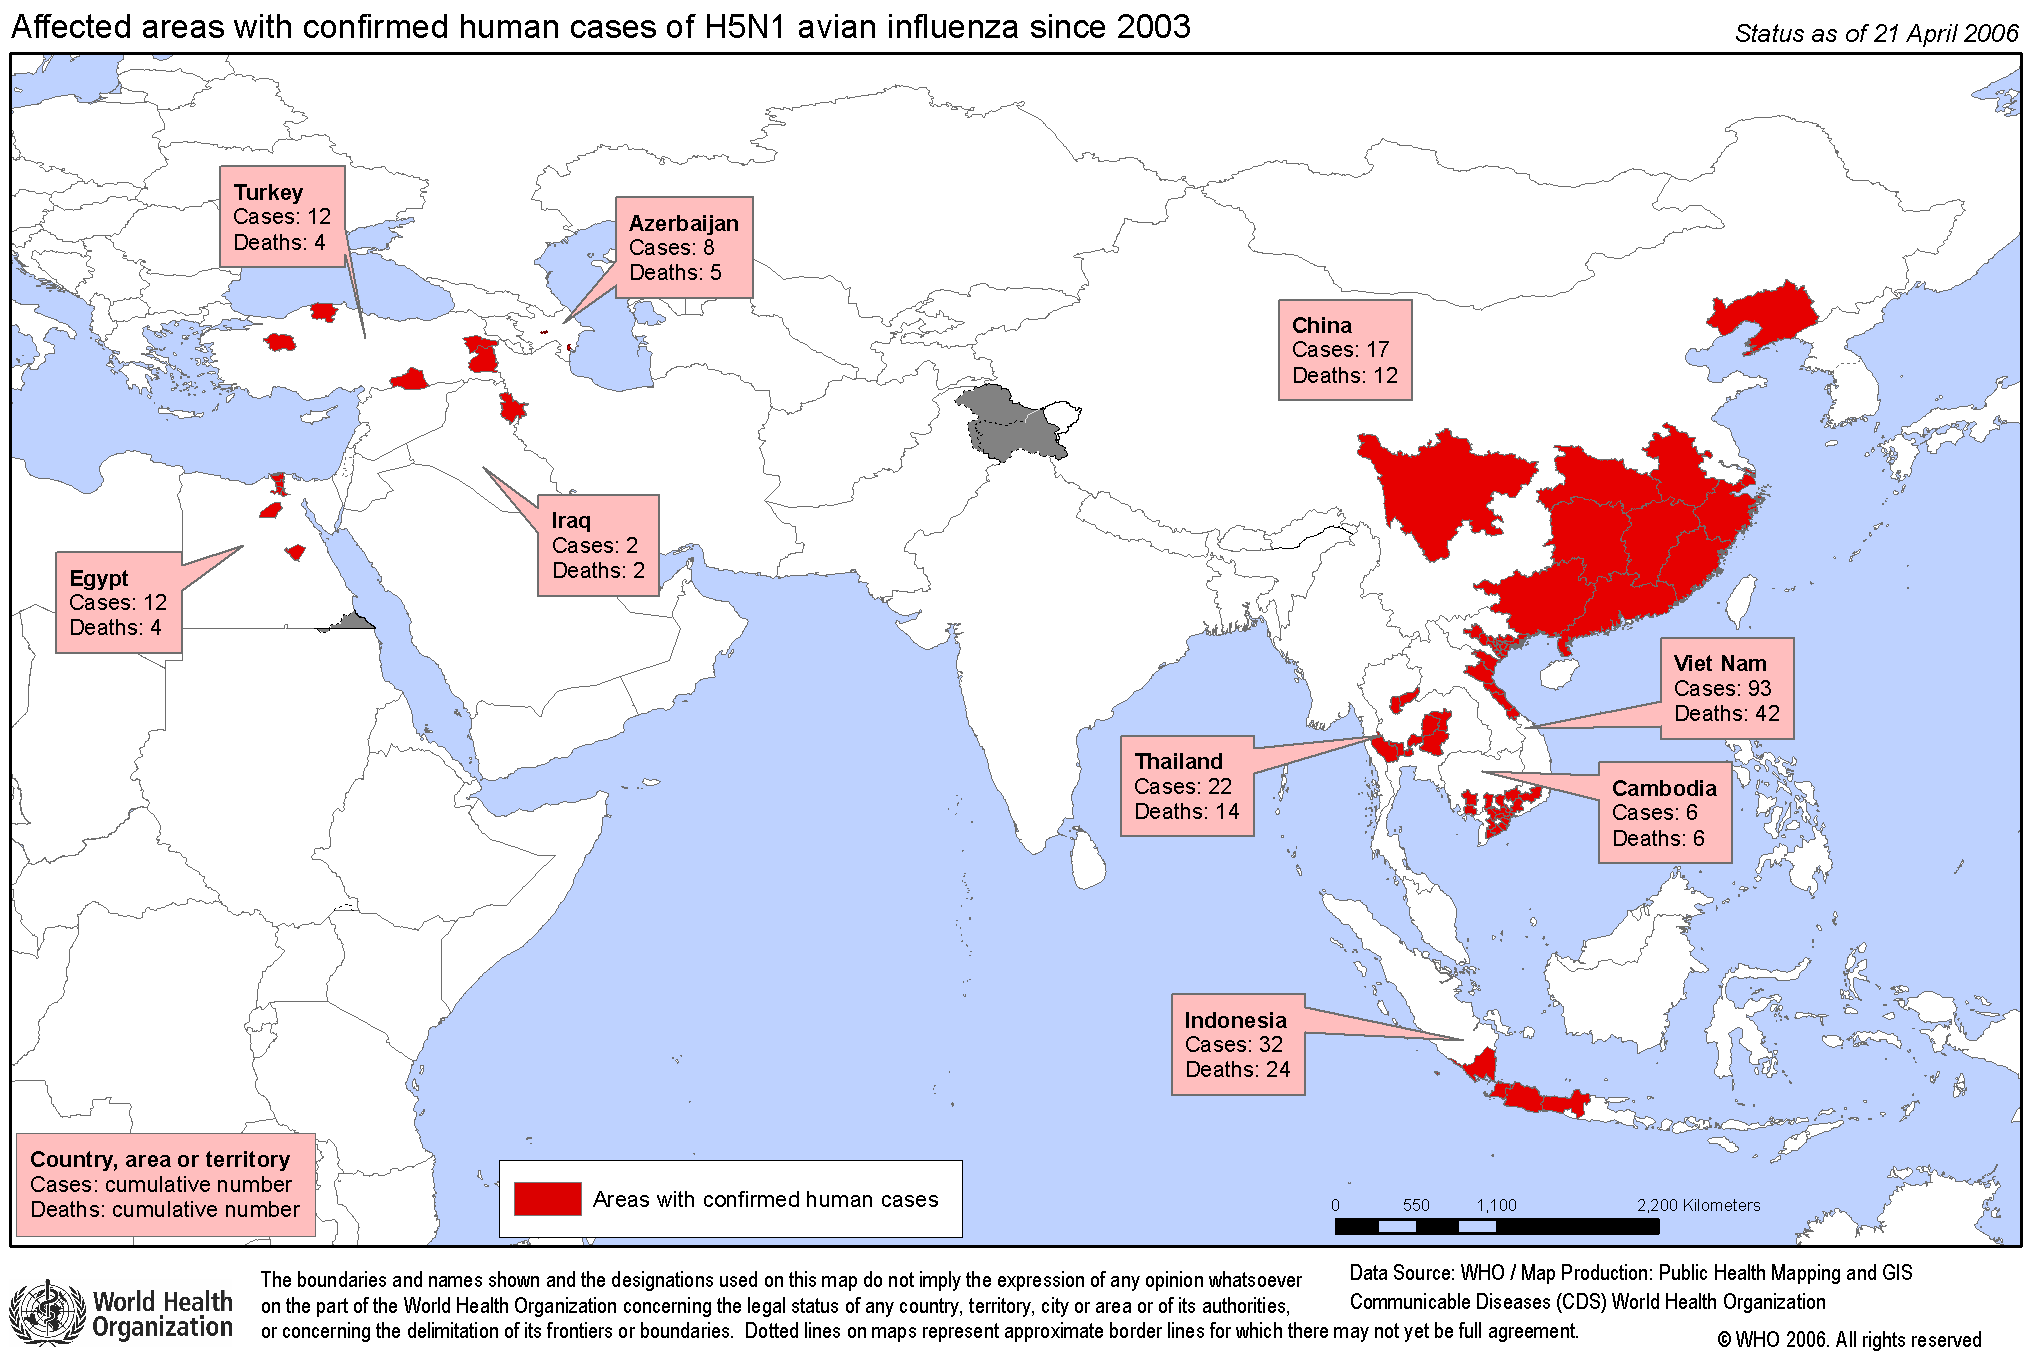 Affected areas with confirmed human cases of H5N1 avian influenza since 2003
Status as of 21 April 2006
Turkey
Cases: 12
Deaths: 4
Azerbaijan
Cases: 8
Deaths: 5
China
Cases: 17
Deaths: 12
Iraq
Cases: 2
Deaths: 2
Egypt
Cases: 12
Deaths: 4
Viet Nam
Cases: 93
Deaths: 42
Thailand
Cases: 22
Deaths: 14
Cambodia
Cases: 6
Deaths: 6
Indonesia
Cases: 32
Deaths: 24
Country, area or territory
Cases: cumulative number
Deaths: cumulative number
Areas with confirmed human cases
0 550 1,100 2,200 Kilometers
World Health
Organization
The boundaries and names shown and the designations used on this map do not imply the expression of any opinion whatsoever
on the part of the World Health Organization concerning the legal status of any country, territory, city or area or of its authorities,
or concerning the delimitation of its frontiers or boundaries.  Dotted lines on maps represent approximate border lines for which there may not yet be full agreement.
Data Source: WHO / Map Production: Public Health Mapping and GIS
Communicable Diseases (CDS) World Health Organization
© WHO 2006. All rights reserved